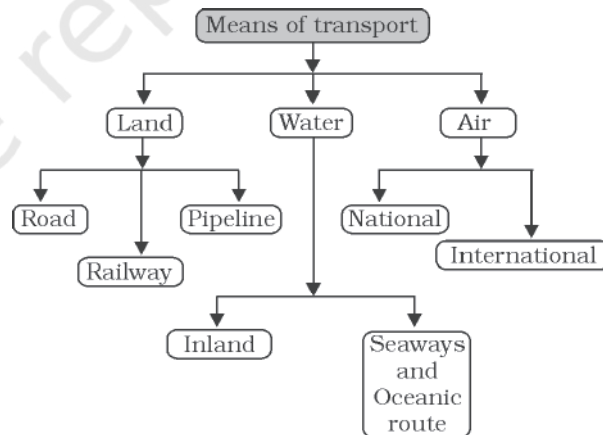 Means of transport
Land
Water
Air
Road
Pipeline
National
Railway
International
Inland
Seaways
and
Oceanic
route